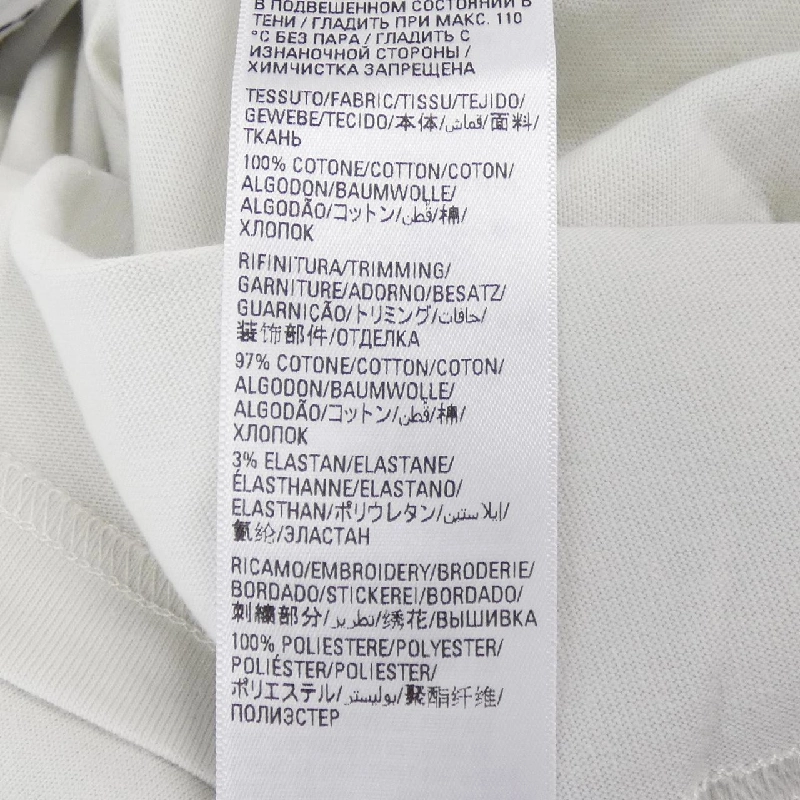 В ПОДВЕШЕННОМ СОСТОЯНИИ В
ТЕНИ / ГЛАДИТЬ ПРИ МАКС. 110
°C БЕЗ ПАРА / ГЛАДИТЬ С
ИЗНАНОЧНОЙ СТОРОНЫ /
ХИМЧИСТКА ЗАПРЕЩЕНА
TESSUTO/FABRIC/TISSU/TEJIDO/
GEWEBE/TECIDO/本体/قماش/面料/
ТКАНЬ
100% COTONE/COTTON/COTON/
ALGODON/BAUMWOLLE/
ALGODÃO/コットン/قطن/棉/
ХЛОПОК
RIFINITURA/TRIMMING/
GARNITURE/ADORNO/BESATZ/
GUARNIÇÃO/トリミング/حافات/
装饰部件/ОТДЕЛКА
97% COTONE/COTTON/COTON/
ALGODON/BAUMWOLLE/
ALGODÃO/コットン/قطن/棉/
ХЛОПОК
3% ELASTAN/ELASTANE/
ÉLASTHANNE/ELASTANO/
ELASTHAN/ポリウレタン/إيلاستين/
氨纶/ЭЛАСТАН
RICAMO/EMBROIDERY/BRODERIE/
BORDADO/STICKEREI/BORDADO/
刺繍部分/تطريز/绣花/ВЫШИВКА
100% POLIESTERE/POLYESTER/
POLIÉSTER/POLIESTER/
ポリエステル/بوليستر/聚酯纤维/
ПОЛИЭСТЕР